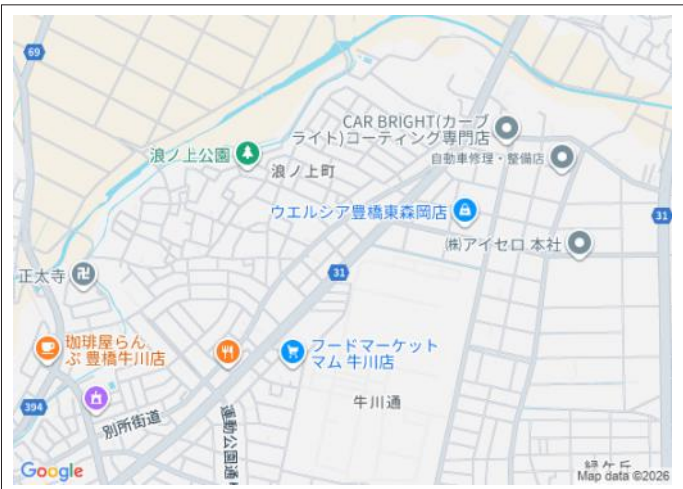 69
31
CAR BRIGHT(カーブ
ライト)コーティング専門店
浪ノ上公園
自動車修理・整備店
浪ノ上町
ウエルシア豊橋東森岡店
31
㈱アイセロ 本社
正太寺
卍
31
珈琲屋らん
ぷ 豊橋牛川店
フードマーケット
マム 牛川店
394
牛川通
別所街道
運動公園通り
Google
Map data ©2026